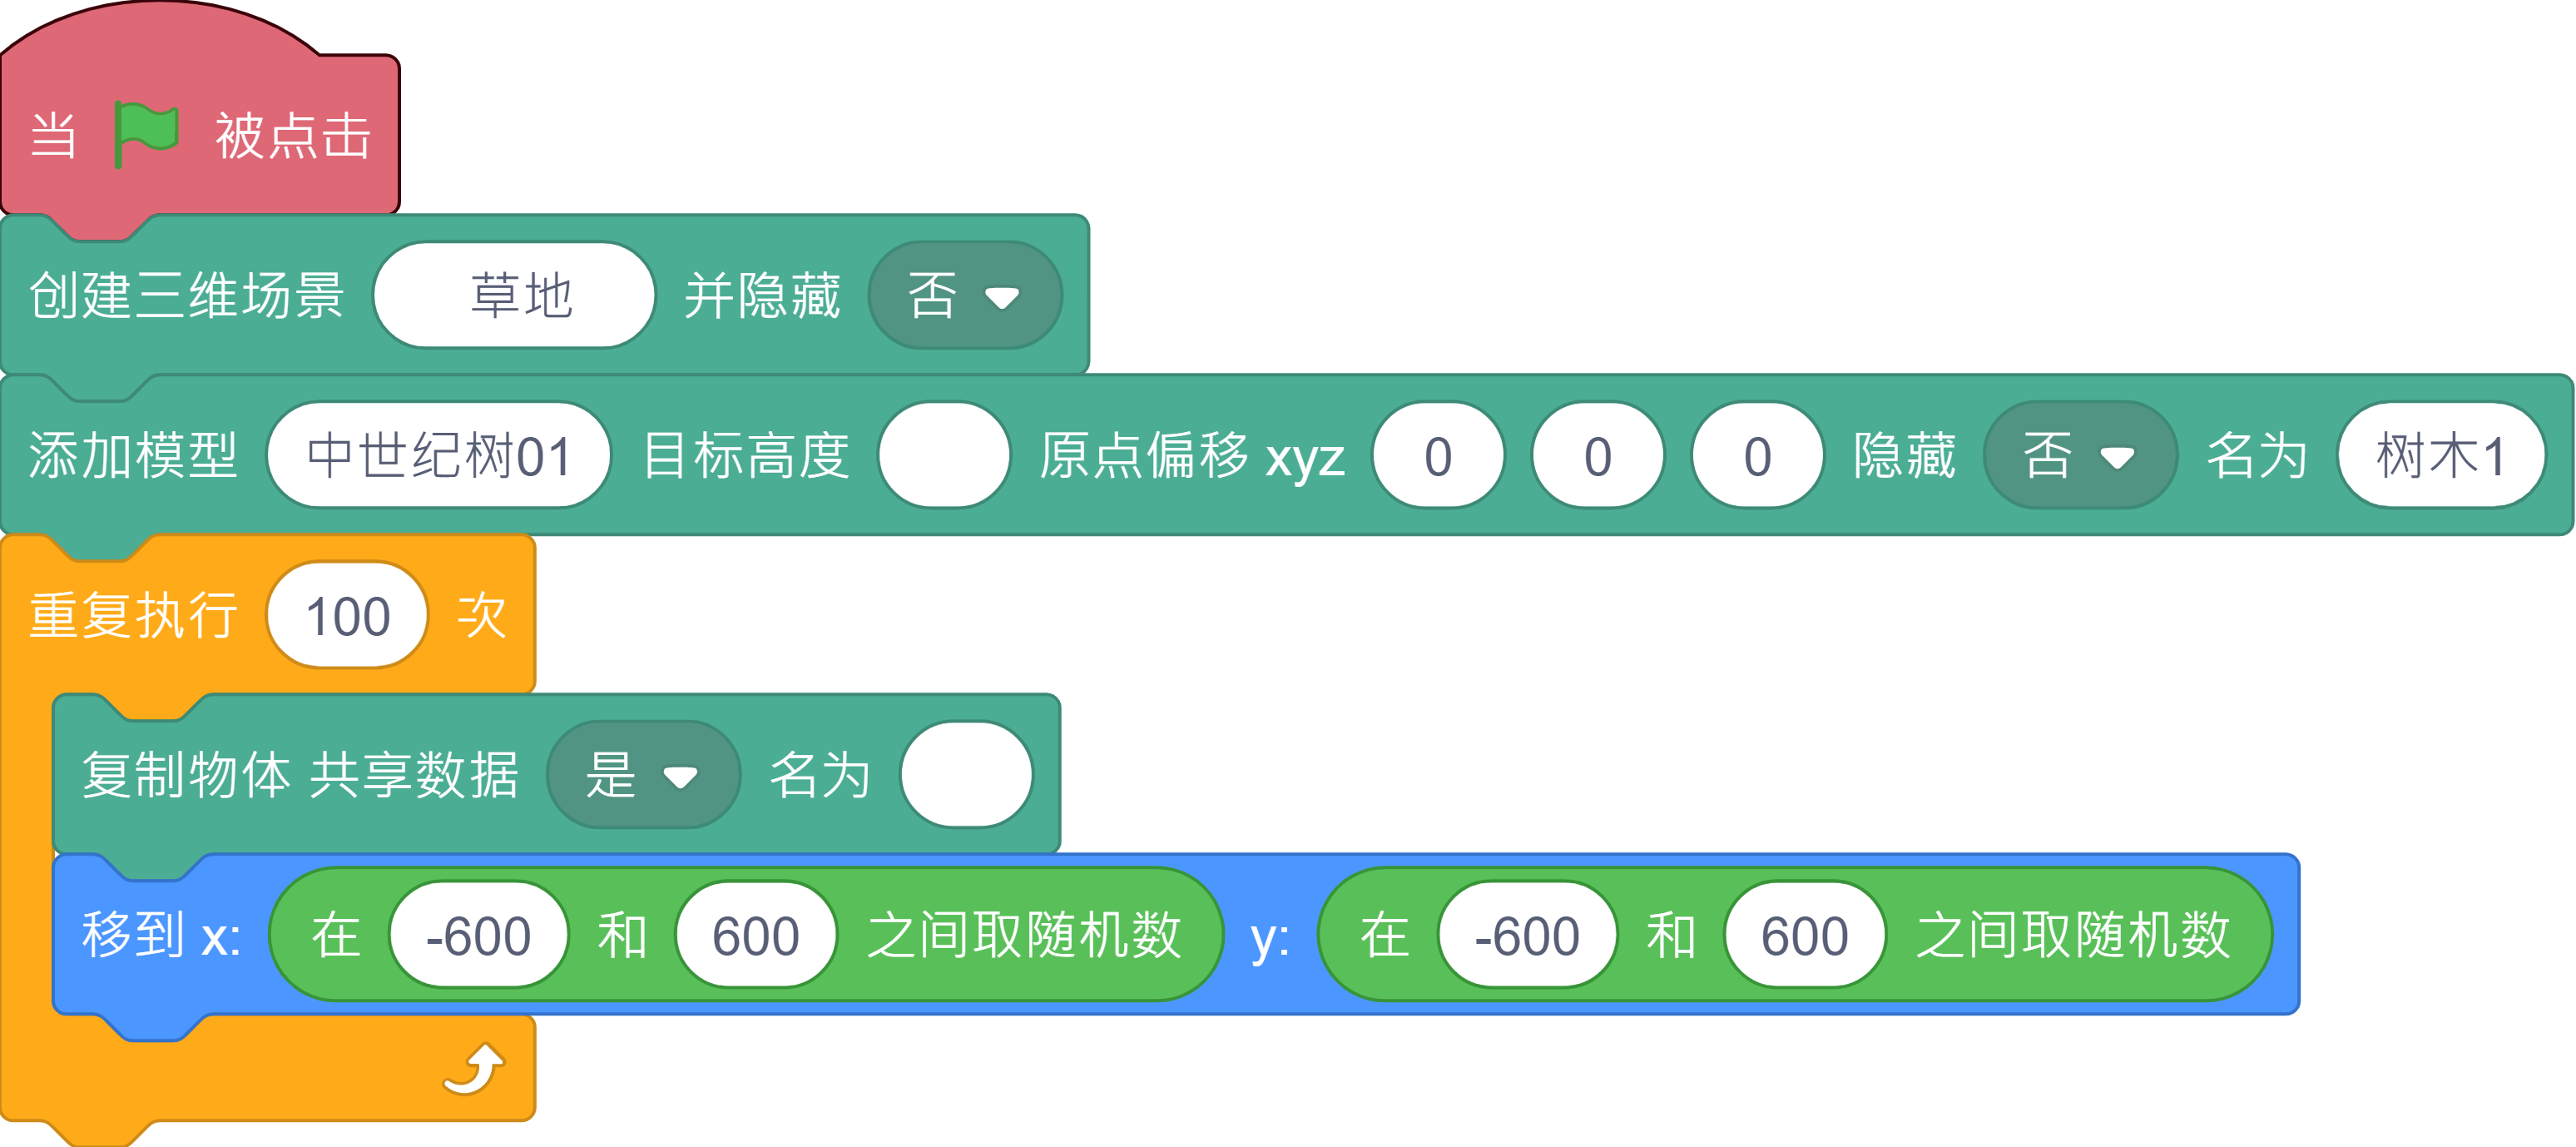 当 被点击
创建三维场景 草地 并隐藏 否
添加模型 中世纪树01 目标高度 原点偏移 xyz 0 0 0 隐藏 否 名为 树木1
重复执行 100 次
复制物体 共享数据 是 名为
移到 x: 在 -600 和 600 之间取随机数 y: 在 -600 和 600 之间取随机数